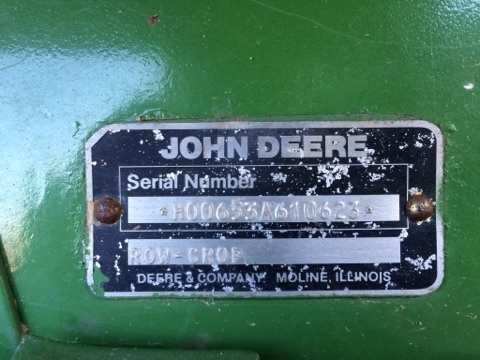 JOHN DEERE
Serial Number
*H00653A610623*
ROW-CROP
DEERE & COMPANY MOLINE, ILLINOIS